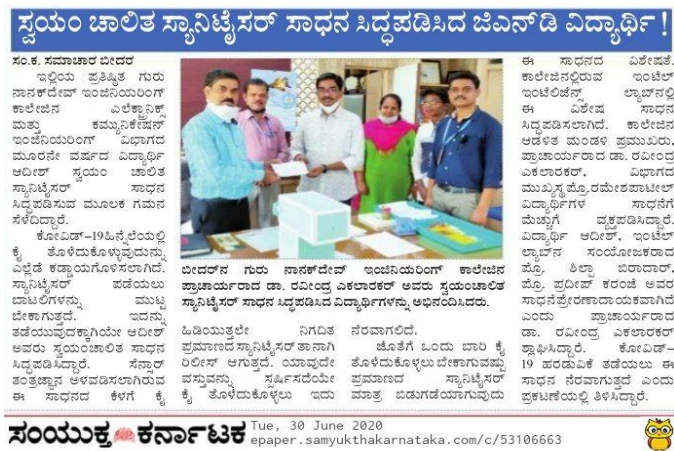 ಸ್ವಯಂ ಚಾಲಿತ ಸ್ಯಾನಿಟೈಸರ್ ಸಾಧನ ಸಿದ್ಧಪಡಿಸಿದ ಜಿಎನ್‌ಡಿ ವಿದ್ಯಾರ್ಥಿ!
ಸಂ.ಕ. ಸಮಾಚಾರ ಬೀದರ
ಇಲ್ಲಿಯ ಪ್ರತಿಷ್ಠಿತ ಗುರು
ನಾನಕ್‌ದೇವ್ ಇಂಜಿನಿಯರಿಂಗ್
ಕಾಲೇಜಿನ ಎಲೆಕ್ಟ್ರಾನಿಕ್ಸ್
ಮತ್ತು ಕಮ್ಯುನಿಕೇಷನ್
ಇಂಜಿನಿಯರಿಂಗ್ ವಿಭಾಗದ
ಮೂರನೇ ವರ್ಷದ ವಿದ್ಯಾರ್ಥಿ
ಆದೀಶ್ ಸ್ವಯಂ ಚಾಲಿತ
ಸ್ಯಾನಿಟೈಸರ್ ಸಾಧನ
ಸಿದ್ಧಪಡಿಸುವ ಮೂಲಕ ಗಮನ
ಸೆಳೆದಿದ್ದಾರೆ.
ಕೋವಿಡ್–19ಹಿನ್ನೆಲೆಯಲ್ಲಿ
ಕೈ ತೊಳೆದುಕೊಳ್ಳುವುದುನ್ನು
ಎಲ್ಲೆಡೆ ಕಡ್ಡಾಯಗೊಳಿಸಲಾಗಿದೆ.
ಸ್ಯಾನಿಟೈಸರ್ ಪಡೆಯಲು
ಬಾಟಲಿಗಳನ್ನು ಮುಟ್ಟ
ಬೇಕಾಗುತ್ತದೆ. ಇದನ್ನು
ತಡೆಯುವುದಕ್ಕಾಗಿಯೇ ಆದೀಶ್
ಅವರು ಸ್ವಯಂಚಾಲಿತ ಸಾಧನ
ಸಿದ್ಧಪಡಿಸಿದ್ದಾರೆ. ಸೆನ್ಸಾರ್
ತಂತ್ರಜ್ಞಾನ ಅಳವಡಿಸಲಾಗಿರುವ
ಈ ಸಾಧನದ ಕೆಳಗೆ ಕೈ
ಬೀದರ್‌ನ ಗುರು ನಾನಕ್‌ದೇವ್ ಇಂಜಿನಿಯರಿಂಗ್ ಕಾಲೇಜಿನ
ಪ್ರಾಚಾರ್ಯರಾದ ಡಾ. ರವೀಂದ್ರ ಎಕಲಾರಕರ್ ಅವರು ಸ್ವಯಂಚಾಲಿತ
ಸ್ಯಾನಿಟೈಸರ್ ಸಾಧನ ಸಿದ್ಧಪಡಿಸಿದ ವಿದ್ಯಾರ್ಥಿಗಳನ್ನು ಅಭಿನಂದಿಸಿದರು.
ಹಿಡಿಯುತ್ತಲೇ ನಿಗದಿತ
ಪ್ರಮಾಣದ ಸ್ಯಾನಿಟೈಸರ್ ತಾನಾಗಿ
ರಿಲೀಸ್ ಆಗುತ್ತದೆ. ಯಾವುದೇ
ವಸ್ತುವನ್ನು ಸ್ಪರ್ಷಿಸದೆಯೇ
ಕೈ ತೊಳೆದುಕೊಳ್ಳಲು ಇದು
ನೆರವಾಗಲಿದೆ.
ಜೊತೆಗೆ ಒಂದು ಬಾರಿ ಕೈ
ತೊಳೆದುಕೊಳ್ಳಲು ಬೇಕಾಗುವಷ್ಟು
ಪ್ರಮಾಣದ ಸ್ಯಾನಿಟೈಸರ್
ಮಾತ್ರ ಬಿಡುಗಡೆಯಾಗುವುದು
ಈ ಸಾಧನದ ವಿಶೇಷತೆ.
ಕಾಲೇಜಿನಲ್ಲಿರುವ ಇಂಟೆಲ್
ಇಂಟೆಲಿಜೆನ್ಸ್ ಲ್ಯಾಬ್‌ನಲ್ಲಿ
ಈ ವಿಶೇಷ ಸಾಧನ
ಸಿದ್ಧಪಡಿಸಲಾಗಿದೆ. ಕಾಲೇಜಿನ
ಆಡಳಿತ ಮಂಡಳಿ ಪ್ರಮುಖರು,
ಪ್ರಾಚಾರ್ಯರಾದ ಡಾ. ರವೀಂದ್ರ
ಎಕಲಾರಕರ್, ವಿಭಾಗದ
ಮುಖ್ಯಸ್ಥ ಪ್ರೊ.ರಮೇಶಪಾಟೀಲ್
ವಿದ್ಯಾರ್ಥಿಗಳ ಸಾಧನೆಗೆ
ಮೆಚ್ಚುಗೆ ವ್ಯಕ್ತಪಡಿಸಿದ್ದಾರೆ.
ವಿದ್ಯಾರ್ಥಿ ಆದೀಶ್, ಇಂಟೆಲ್
ಲ್ಯಾಬ್‌ನ ಸಂಯೋಜಕರಾದ
ಪ್ರೊ. ಶಿಲ್ಪಾ ಬಿರಾದಾರ್,
ಪ್ರೊ. ಪ್ರದೀಪ್ ಕರಂಜೆ ಅವರ
ಸಾಧನೆಪ್ರೇರಣಾದಾಯಕವಾಗಿದೆ
ಎಂದು ಪ್ರಾಚಾರ್ಯರಾದ
ಡಾ. ರವೀಂದ್ರ ಎಕಲಾರಕರ್
ಶ್ಲಾಘಿಸಿದ್ದಾರೆ. ಕೋವಿಡ್–
19 ಹರಡುವಿಕೆ ತಡೆಯಲು ಈ
ಸಾಧನ ನೆರವಾಗುತ್ತದೆ ಎಂದು
ಪ್ರಕಟಣೆಯಲ್ಲಿ ತಿಳಿಸಿದ್ದಾರೆ.
ಸಂಯುಕ್ತ ಕರ್ನಾಟಕ
Tue, 30 June 2020
epaper.samyukthakarnataka.com/c/53106663